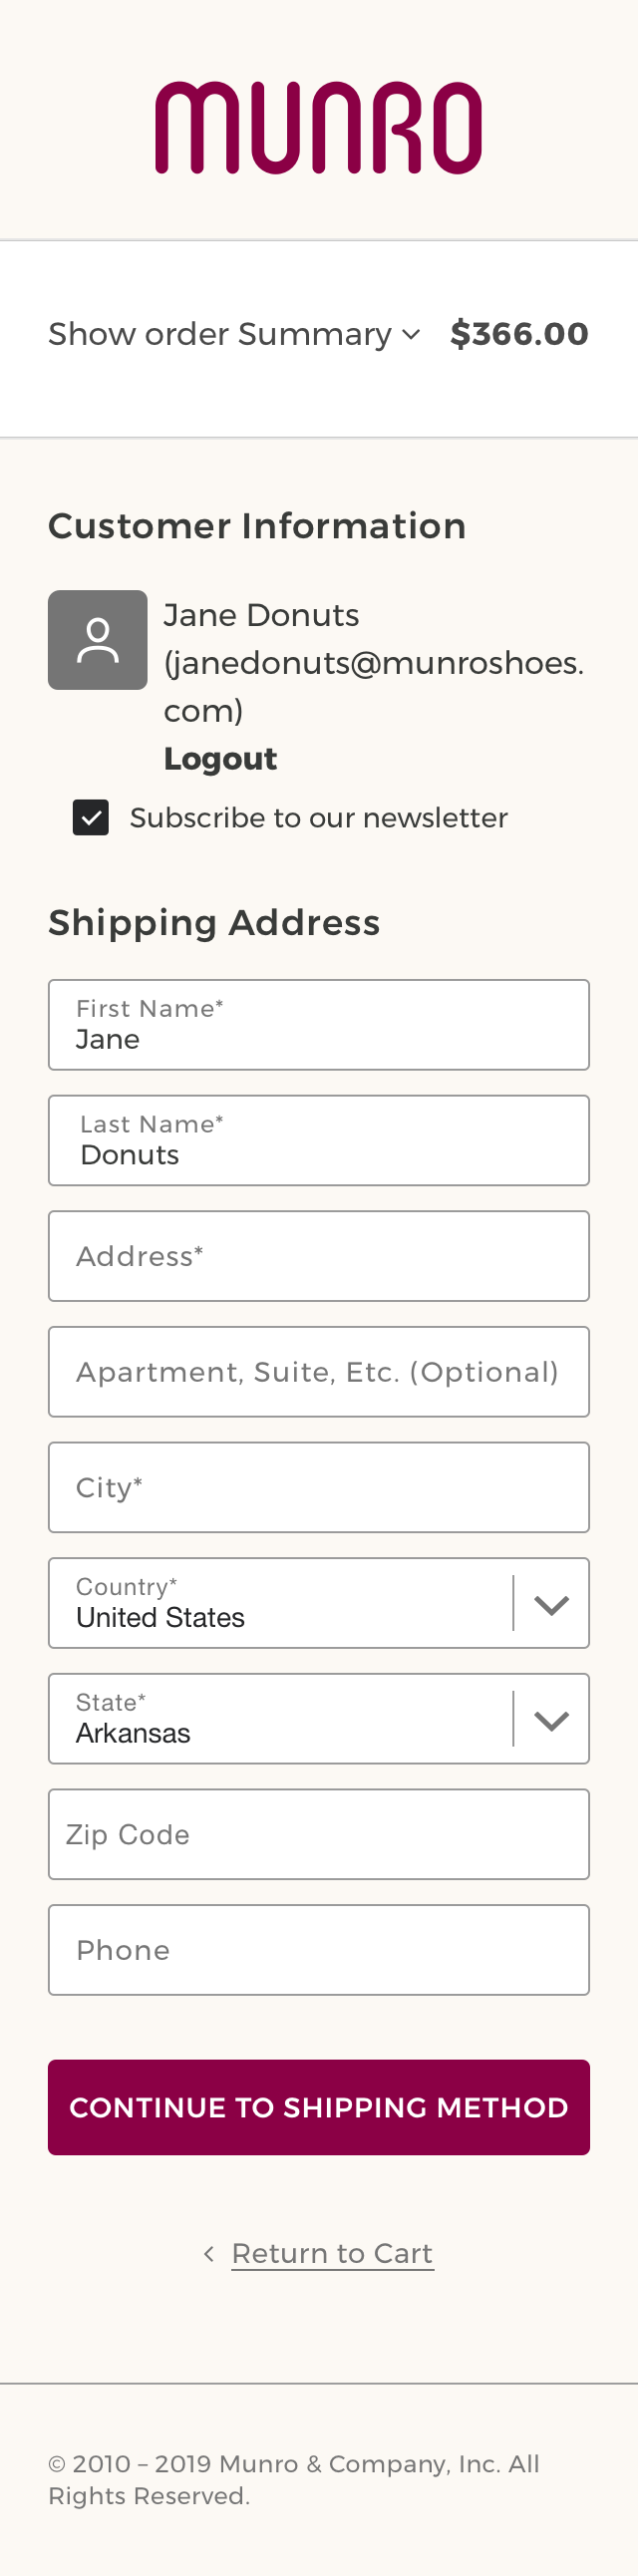 MUNRO
Show order Summary $366.00
Customer Information
Jane Donuts
(janedonuts@munroshoes.
com)
Logout
Subscribe to our newsletter
Shipping Address
First Name*
Jane
Last Name*
Donuts
Address*
Apartment, Suite, Etc. (Optional)
City*
Country*
United States
State*
Arkansas
Zip Code
Phone
CONTINUE TO SHIPPING METHOD
Return to Cart
© 2010 – 2019 Munro & Company, Inc. All
Rights Reserved.